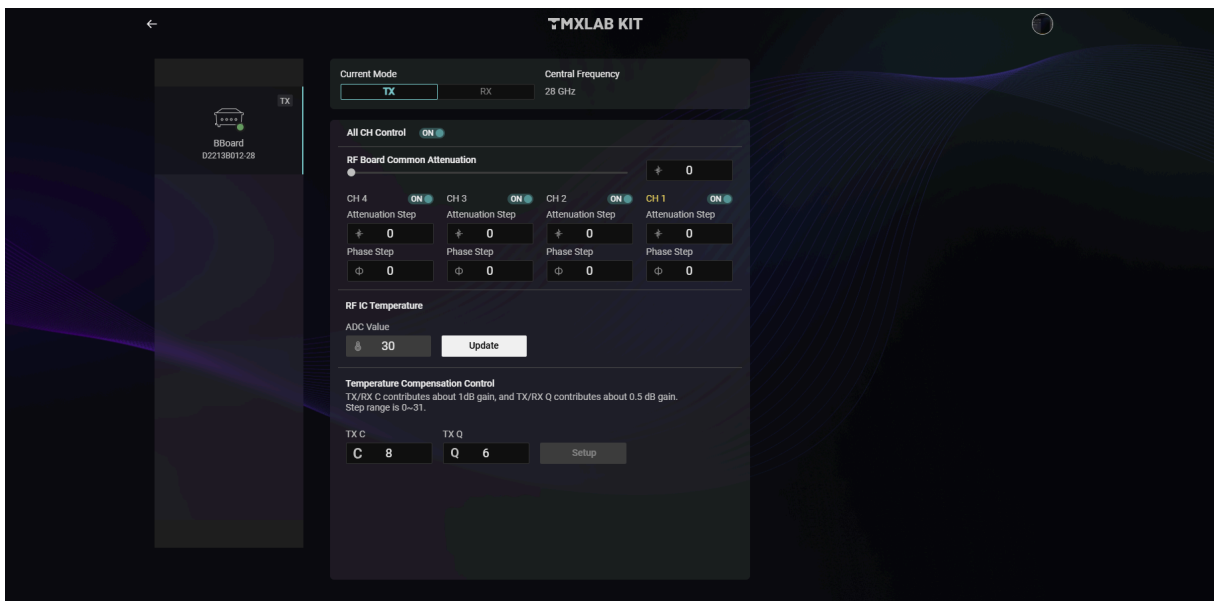 TMXLAB KIT
Current Mode
Central Frequency
TX
RX
28 GHz
TX
BBoard
D2213B012-28
All CH Control ON
RF Board Common Attenuation
0
CH 4 ON CH 3 ON CH 2 ON CH 1 ON
Attenuation Step Attenuation Step Attenuation Step Attenuation Step
0 0 0 0
Phase Step Phase Step Phase Step Phase Step
Φ 0 Φ 0 Φ 0 Φ 0
RF IC Temperature
ADC Value
30 Update
Temperature Compensation Control
TX/RX C contributes about 1dB gain, and TX/RX Q contributes about 0.5 dB gain.
Step range is 0~31.
TX C TX Q
C 8 Q 6 Setup